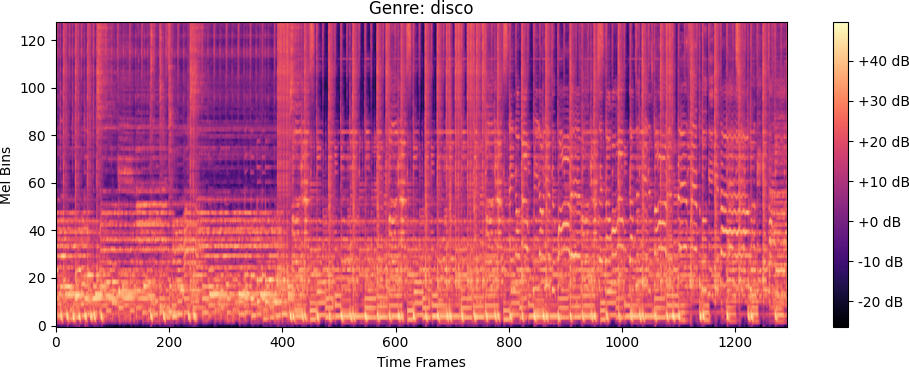 Genre: disco
Mel Bins
120
100
80
60
40
20
0
0 200 400 600 800 1000 1200
Time Frames
+40 dB
+30 dB
+20 dB
+10 dB
+0 dB
-10 dB
-20 dB